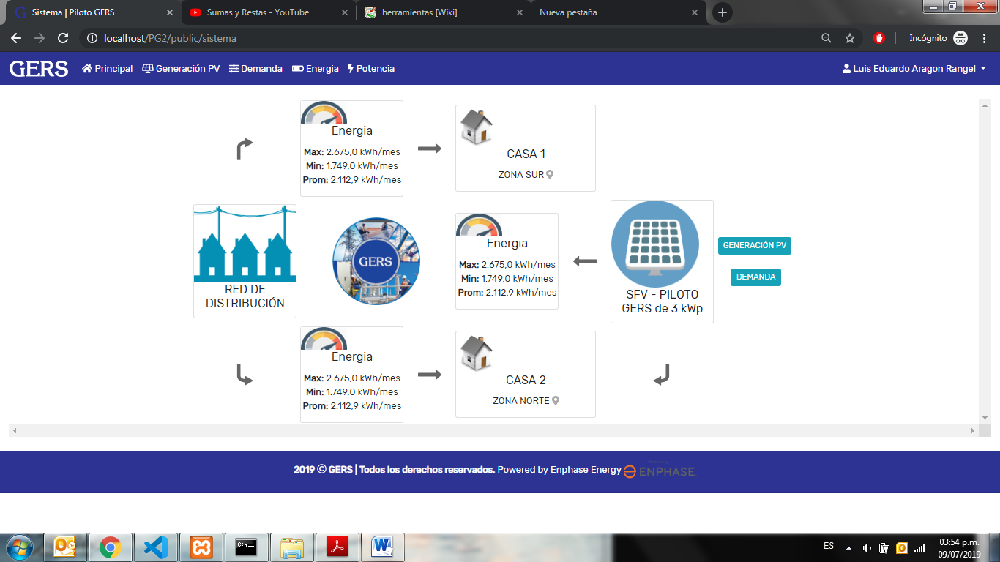 Sistema | Piloto GERS
Sumas y Restas - YouTube
herramientas [Wiki]
Nueva pestaña
localhost/PG2/public/sistema
Incógnito
GERS
Principal
Generación PV
Demanda
Energia
Potencia
Luis Eduardo Aragon Rangel
Energia
Max: 2.675,0 kWh/mes
Min: 1.749,0 kWh/mes
Prom: 2.112,9 kWh/mes
CASA 1
ZONA SUR
RED DE
DISTRIBUCIÓN
GERS
Energia
Max: 2.675,0 kWh/mes
Min: 1.749,0 kWh/mes
Prom: 2.112,9 kWh/mes
SFV - PILOTO
GERS de 3 kWp
GENERACIÓN PV
DEMANDA
Energia
Max: 2.675,0 kWh/mes
Min: 1.749,0 kWh/mes
Prom: 2.112,9 kWh/mes
CASA 2
ZONA NORTE
2019 © GERS | Todos los derechos reservados. Powered by Enphase Energy ENPHASE
ES
03:54 p.m.
09/07/2019